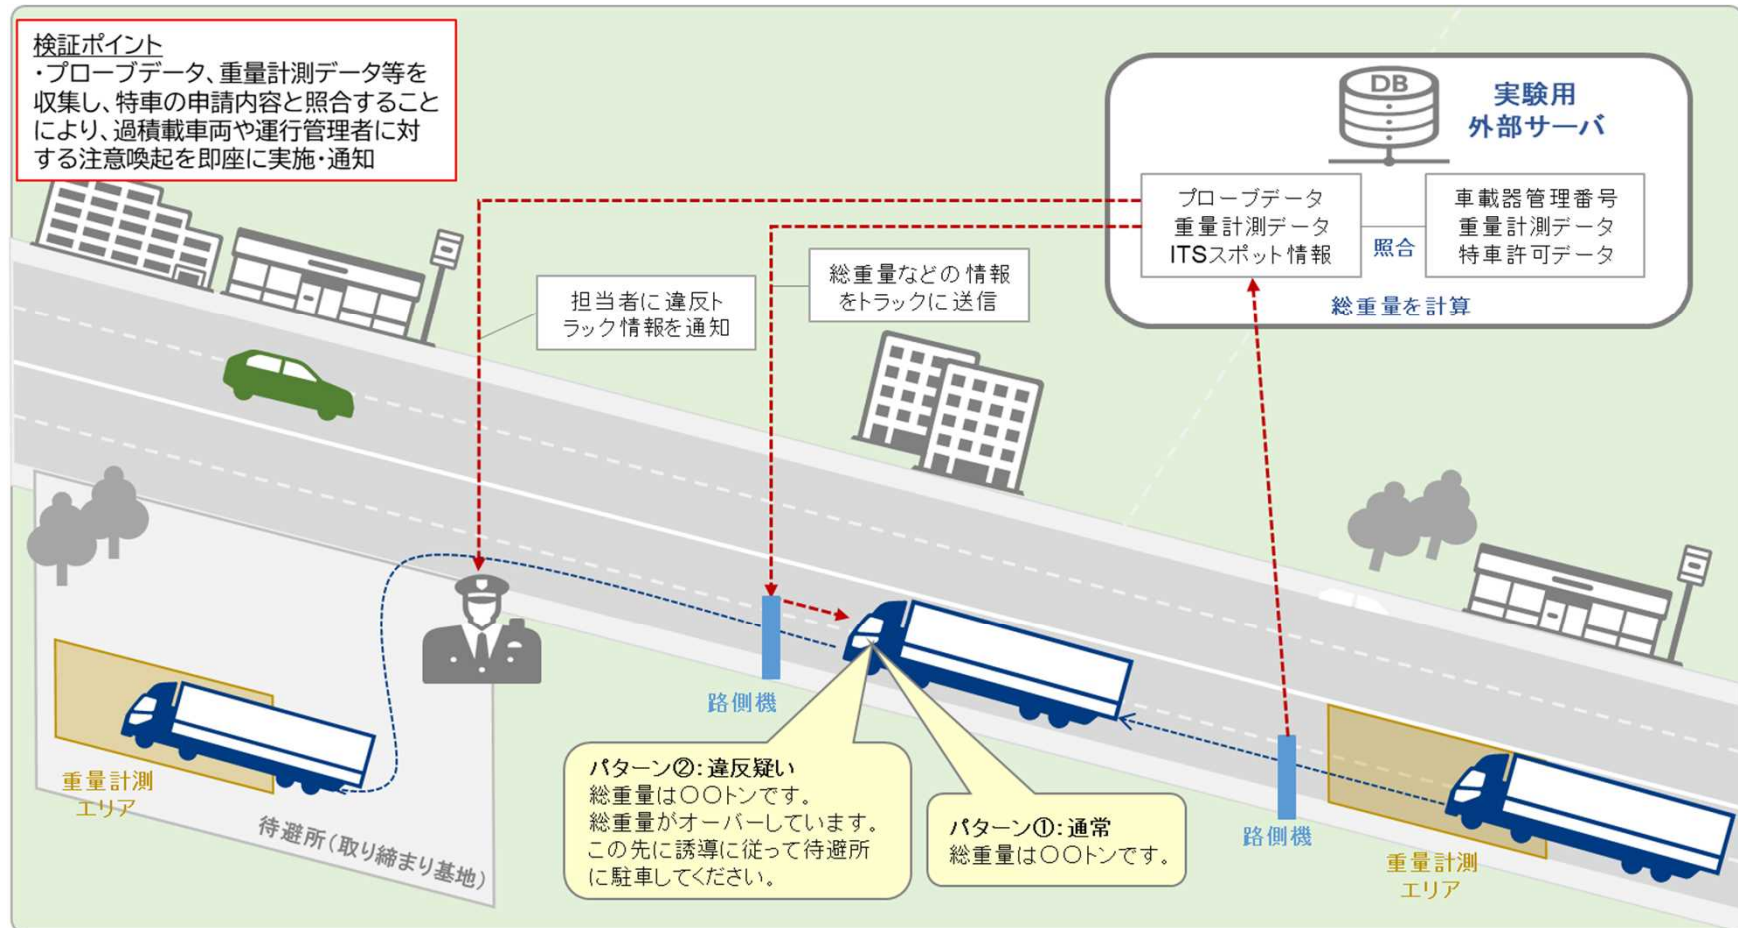 検証ポイント
・プローブデータ、重量計測データ等を
収集し、特車の申請内容と照合すること
により、過積載車両や運行管理者に対
する注意喚起を即座に実施・通知
DB
実験用
外部サーバ
プローブデータ
重量計測データ
ITSスポット情報
照合
車載器管理番号
重量計測データ
特車許可データ
総重量を計算
担当者に違反ト
ラック情報を通知
総重量などの情報
をトラックに送信
路側機
路側機
重量計測
エリア
待避所（取り締まり基地）
パターン②：違反疑い
総重量は〇〇トンです。
総重量がオーバーしています。
この先に誘導に従って待避所
に駐車してください。
パターン①：通常
総重量は〇〇トンです。
重量計測
エリア